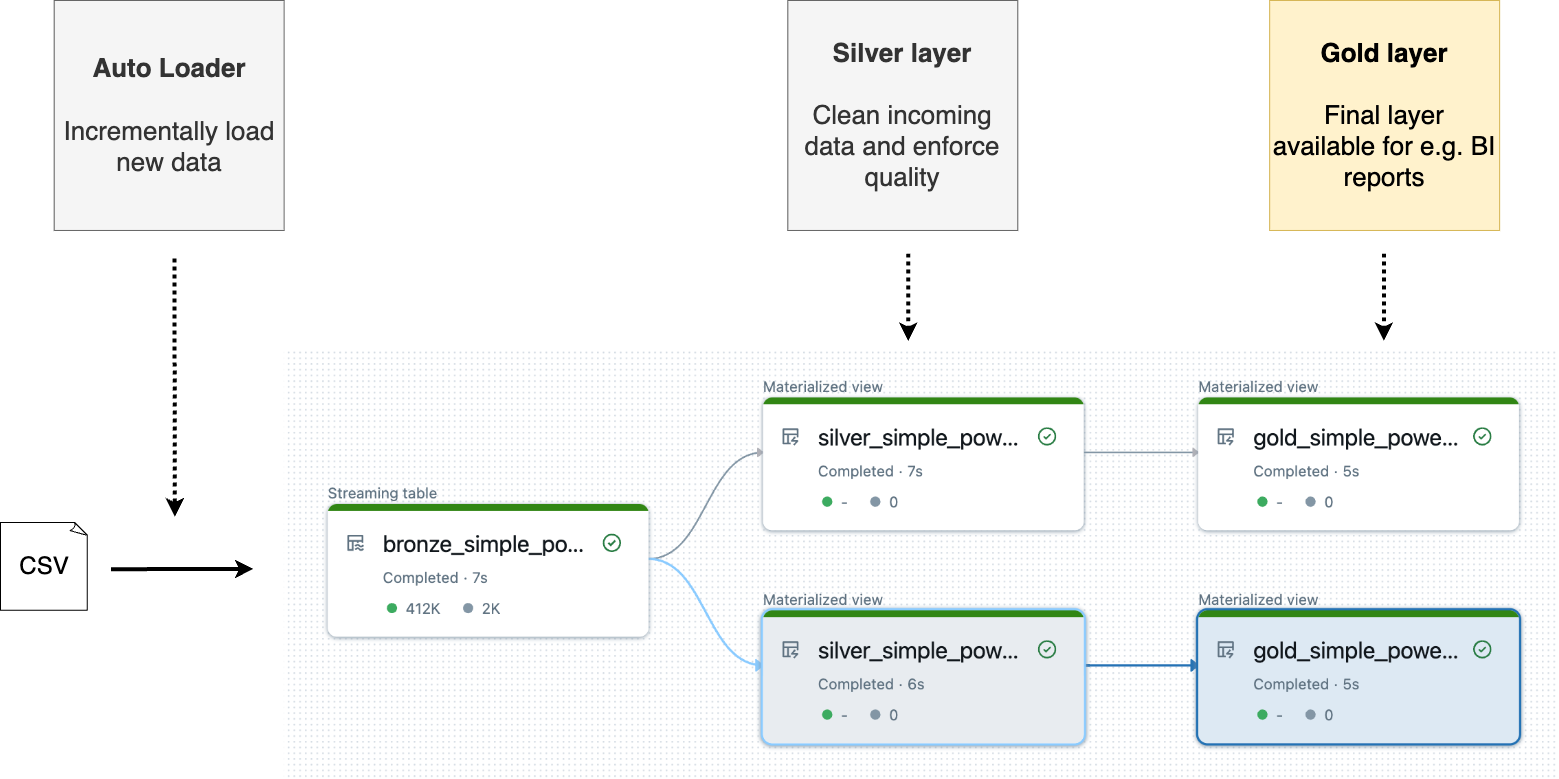 Auto Loader
Incrementally load
new data
Silver layer
Clean incoming
data and enforce
quality
Gold layer
Final layer
available for e.g. BI
reports
CSV
Streaming table
bronze_simple_po...
Completed · 7s
412K 2K
Materialized view
silver_simple_pow...
Completed · 7s
- 0
Materialized view
gold_simple_powe...
Completed · 5s
- 0
Materialized view
silver_simple_pow...
Completed · 6s
- 0
Materialized view
gold_simple_powe...
Completed · 5s
- 0